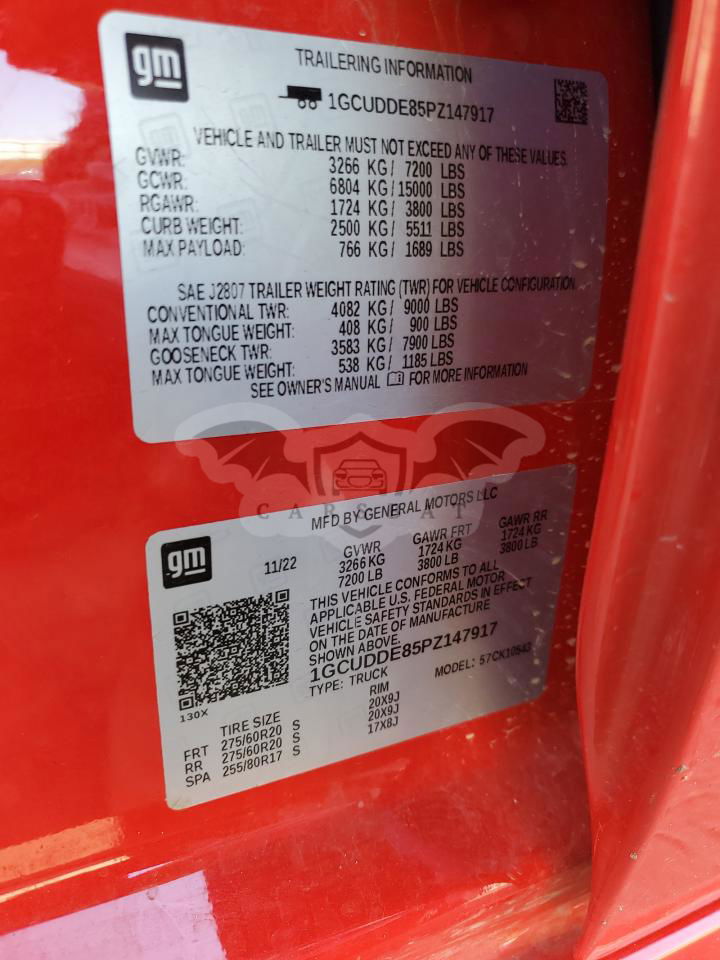 gm
TRAILERING INFORMATION
1GCUDDE85PZ147917
VEHICLE AND TRAILER MUST NOT EXCEED ANY OF THESE VALUES.
GVWR: 3266 KG/ 7200 LBS
GCWR: 6804 KG/ 15000 LBS
RGAWR: 1724 KG/ 3800 LBS
CURB WEIGHT: 2500 KG/ 5511 LBS
MAX PAYLOAD: 766 KG/ 1689 LBS
SAE J2807 TRAILER WEIGHT RATING (TWR) FOR VEHICLE CONFIGURATION
CONVENTIONAL TWR: 4082 KG/ 9000 LBS
MAX TONGUE WEIGHT: 408 KG/ 900 LBS
GOOSENECK TWR: 3583 KG/ 7900 LBS
MAX TONGUE WEIGHT: 538 KG/ 1185 LBS
SEE OWNER'S MANUAL FOR MORE INFORMATION
gm
MFD BY GENERAL MOTORS LLC
11/22 GVWR GAWR FRT GAWR RR
3266 KG 1724 KG 1724 KG
7200 LB 3800 LB 3800 LB
THIS VEHICLE CONFORMS TO ALL
APPLICABLE U.S. FEDERAL MOTOR
VEHICLE SAFETY STANDARDS IN EFFECT
ON THE DATE OF MANUFACTURE
SHOWN ABOVE.
1GCUDDE85PZ147917
TYPE: TRUCK MODEL: 57CK10543
130X
TIRE SIZE RIM
FRT 275/60R20 S 20X9J
RR 275/60R20 S 20X9J
SPA 255/80R17 S 17X8J